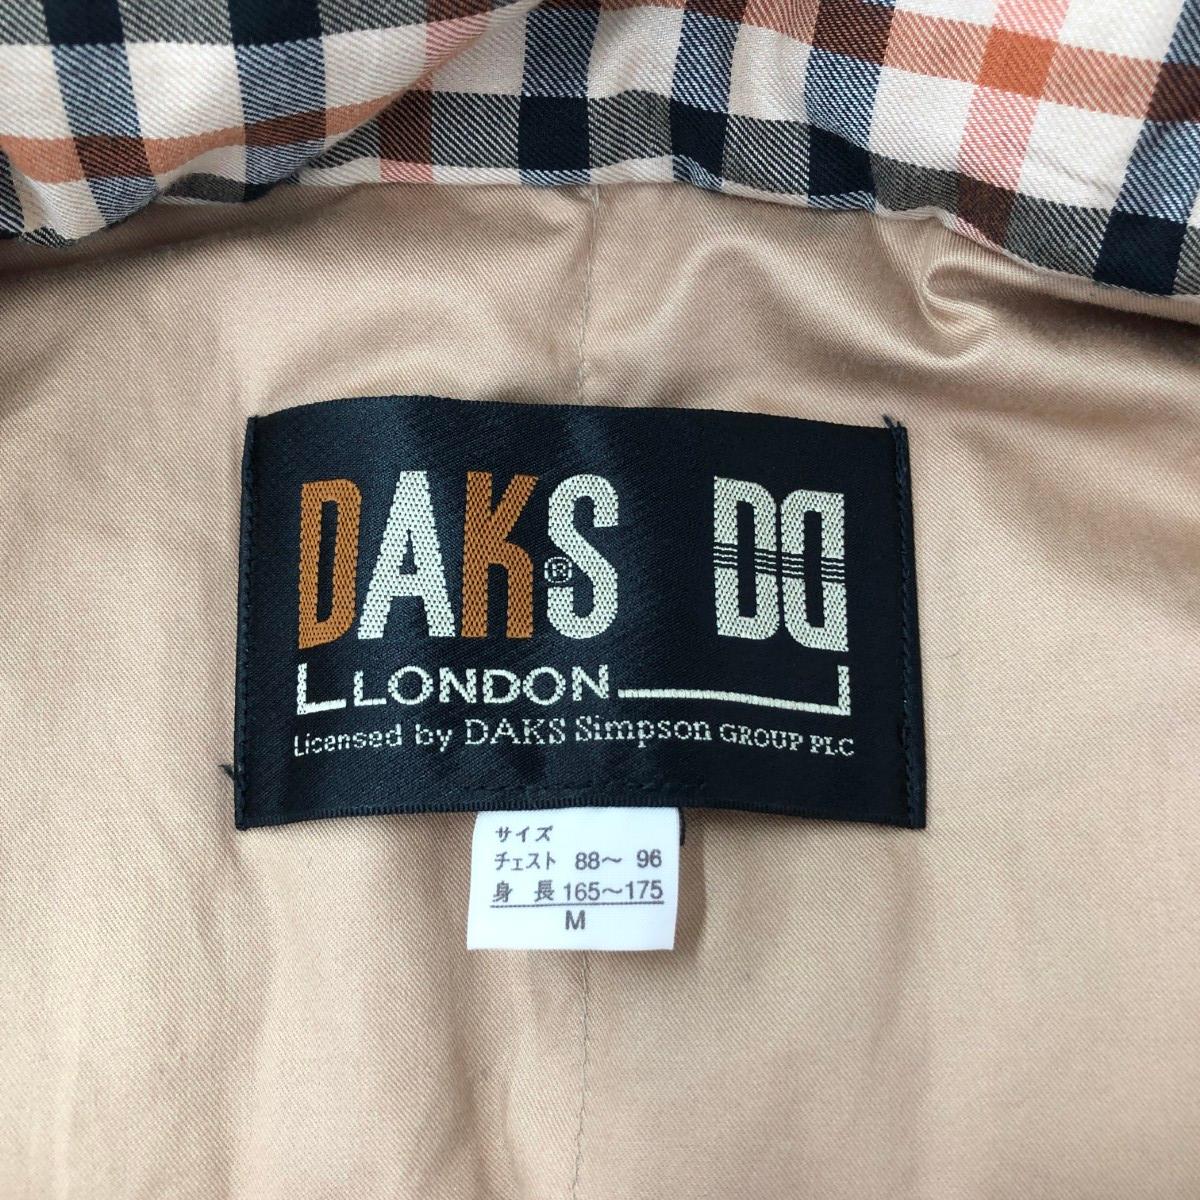 DAKS® DD
LONDON
Licensed by DAKS Simpson GROUP PLC
サイズ
チェスト 88～ 96
身 長 165～175
M